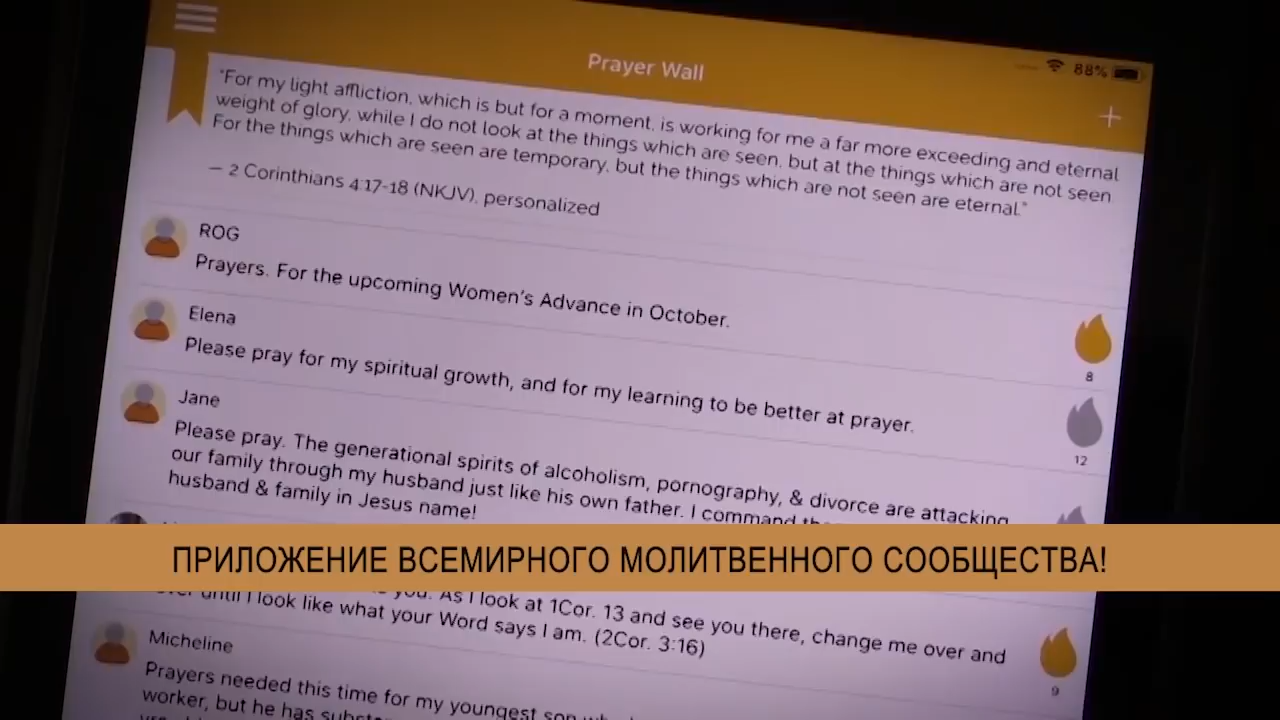 Prayer Wall
88%
"For my light affliction, which is but for a moment, is working for me a far more exceeding and eternal
weight of glory, while I do not look at the things which are seen, but at the things which are not seen.
For the things which are seen are temporary, but the things which are not seen are eternal."
– 2 Corinthians 4:17-18 (NKJV), personalized
ROG
Prayers. For the upcoming Women's Advance in October.
8
Elena
Please pray for my spiritual growth, and for my learning to be better at prayer.
12
Jane
Please pray. The generational spirits of alcoholism, pornography, & divorce are attacking
our family through my husband just like his own father. I command
husband & family in Jesus name!
ПРИЛОЖЕНИЕ ВСЕМИРНОГО МОЛИТВЕННОГО СООБЩЕСТВА!
you. As I look at 1Cor. 13 and see you there, change me over and
over until I look like what your Word says I am. (2Cor. 3:16)
9
Micheline
Prayers needed this time for my youngest son
worker, but he has